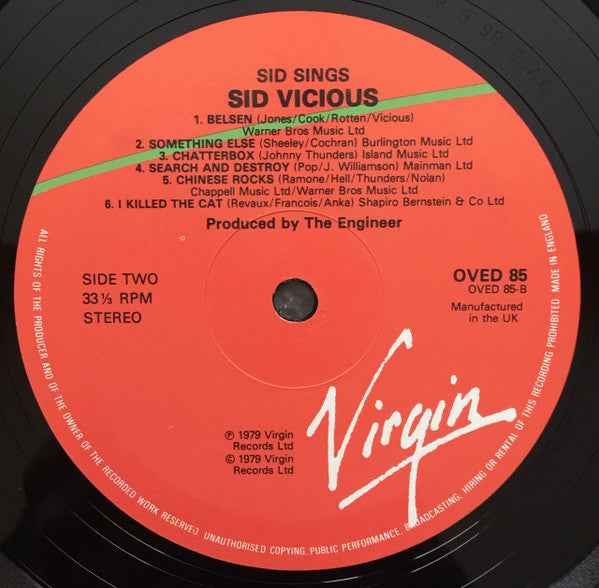 SID SINGS
SID VICIOUS
1. BELSEN (Jones/Cook/Rotten/Vicious)
Warner Bros Music Ltd
2. SOMETHING ELSE (Sheeley/Cochran) Burlington Music Ltd
3. CHATTERBOX (Johnny Thunders) Island Music Ltd
4. SEARCH AND DESTROY (Pop/J. Williamson) Mainman Ltd
5. CHINESE ROCKS (Ramone/Hell/Thunders/Nolan)
Chappell Music Ltd/Warner Bros Music Ltd
6. I KILLED THE CAT (Revaux/Francois/Anka) Shapiro Bernstein & Co Ltd
Produced by The Engineer
SIDE TWO
33⅓ RPM
STEREO
OVED 85
OVED 85-B
Manufactured
in the UK
℗ 1979 Virgin
Records Ltd
© 1979 Virgin
Records Ltd
Virgin
ALL RIGHTS OF THE PRODUCER AND OF THE OWNER OF THE RECORDED WORK RESERVED. UNAUTHORISED COPYING, PUBLIC PERFORMANCE, BROADCASTING, HIRING OR RENTAL OF THIS RECORDING PROHIBITED. MADE IN ENGLAND